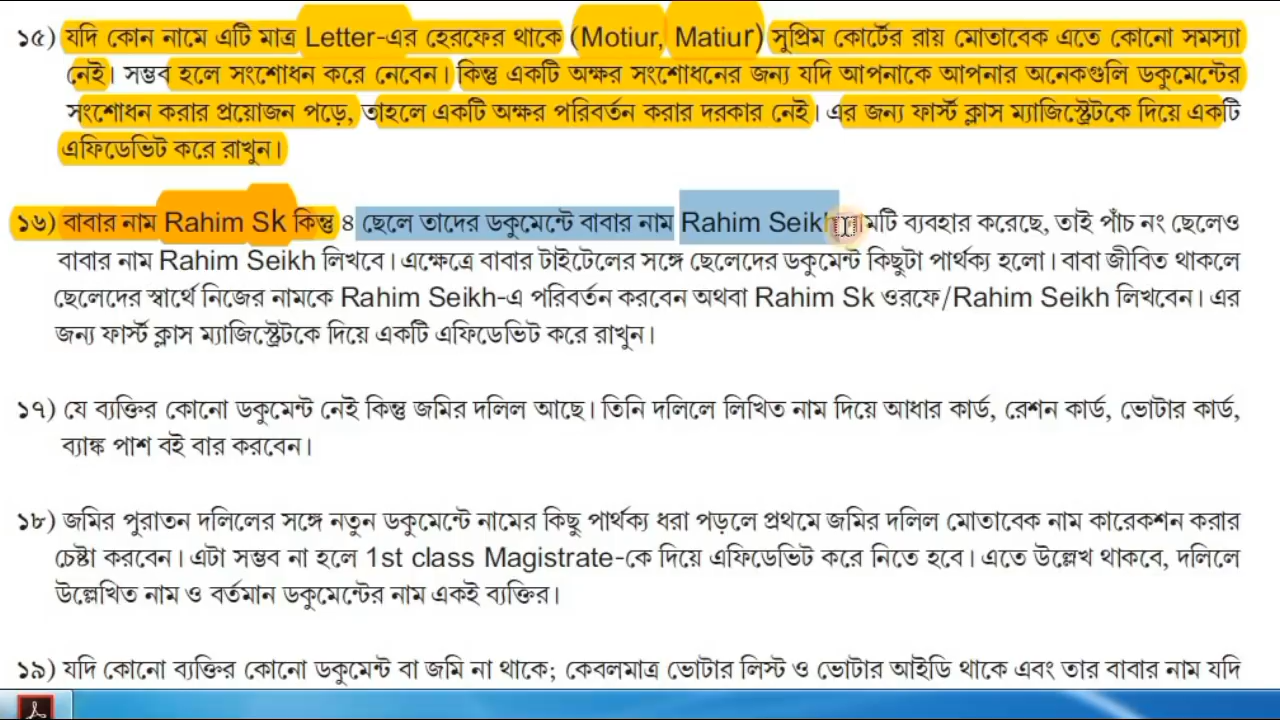 ১৫) যদি কোন নামে এটি মাত্র Letter-এর হেরফের থাকে (Motiur, Matiur) সুপ্রিম কোর্টের রায় মোতাবেক এতে কোনো সমস্যা
নেই। সম্ভব হলে সংশোধন করে নেবেন। কিন্তু একটি অক্ষর সংশোধনের জন্য যদি আপনাকে আপনার অনেকগুলি ডকুমেন্টের
সংশোধন করার প্রয়োজন পড়ে, তাহলে একটি অক্ষর পরিবর্তন করার দরকার নেই। এর জন্য ফার্স্ট ক্লাস ম্যাজিস্ট্রেটকে দিয়ে একটি
এফিডেভিট করে রাখুন।
১৬) বাবার নাম Rahim Sk কিন্তু ৪ ছেলে তাদের ডকুমেন্টে বাবার নাম Rahim Seikh নামটি ব্যবহার করেছে, তাই পাঁচ নং ছেলেও
বাবার নাম Rahim Seikh লিখবে। এক্ষেত্রে বাবার টাইটেলের সঙ্গে ছেলেদের ডকুমেন্ট কিছুটা পার্থক্য হলো। বাবা জীবিত থাকলে
ছেলেদের স্বার্থে নিজের নামকে Rahim Seikh-এ পরিবর্তন করবেন অথবা Rahim Sk ওরফে/Rahim Seikh লিখবেন। এর
জন্য ফার্স্ট ক্লাস ম্যাজিস্ট্রেটকে দিয়ে একটি এফিডেভিট করে রাখুন।
১৭) যে ব্যক্তির কোনো ডকুমেন্ট নেই কিন্তু জমির দলিল আছে। তিনি দলিলে লিখিত নাম দিয়ে আধার কার্ড, রেশন কার্ড, ভোটার কার্ড,
ব্যাঙ্ক পাশ বই বার করবেন।
১৮) জমির পুরাতন দলিলের সঙ্গে নতুন ডকুমেন্টে নামের কিছু পার্থক্য ধরা পড়লে প্রথমে জমির দলিল মোতাবেক নাম কারেকশন করার
চেষ্টা করবেন। এটা সম্ভব না হলে 1st class Magistrate-কে দিয়ে এফিডেভিট করে নিতে হবে। এতে উল্লেখ থাকবে, দলিলে
উল্লেখিত নাম ও বর্তমান ডকুমেন্টের নাম একই ব্যক্তির।
১৯) যদি কোনো ব্যক্তির কোনো ডকুমেন্ট বা জমি না থাকে; কেবলমাত্র ভোটার লিস্ট ও ভোটার আইডি থাকে এবং তার বাবার নাম যদি